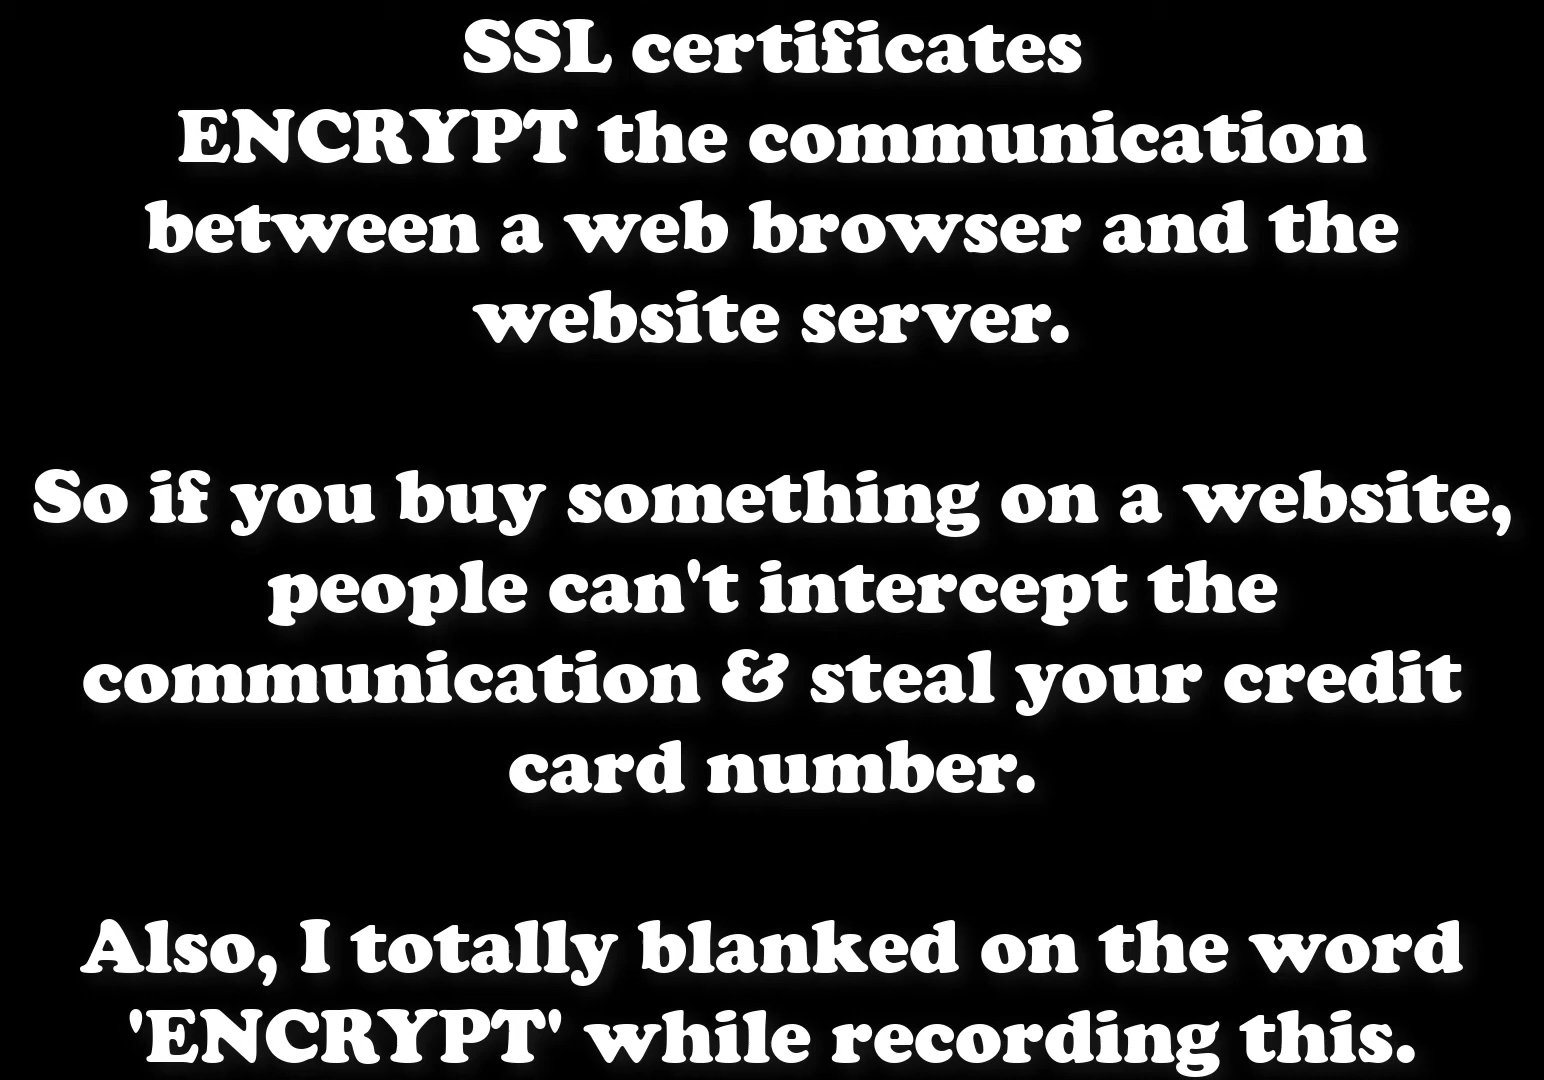 SSL certificates
ENCRYPT the communication
between a web browser and the
website server.
So if you buy something on a website,
people can't intercept the
communication & steal your credit
card number.
Also, I totally blanked on the word
'ENCRYPT' while recording this.